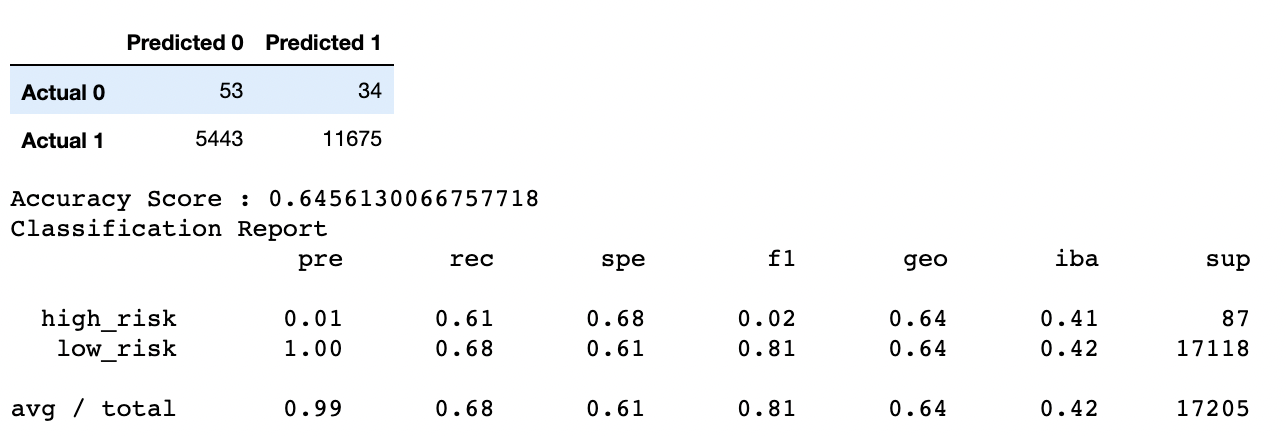 Predicted 0 Predicted 1
Actual 0 53 34
Actual 1 5443 11675
Accuracy Score : 0.6456130066757718
Classification Report
pre rec spe f1 geo iba sup
high_risk 0.01 0.61 0.68 0.02 0.64 0.41 87
low_risk 1.00 0.68 0.61 0.81 0.64 0.42 17118
avg / total 0.99 0.68 0.61 0.81 0.64 0.42 17205